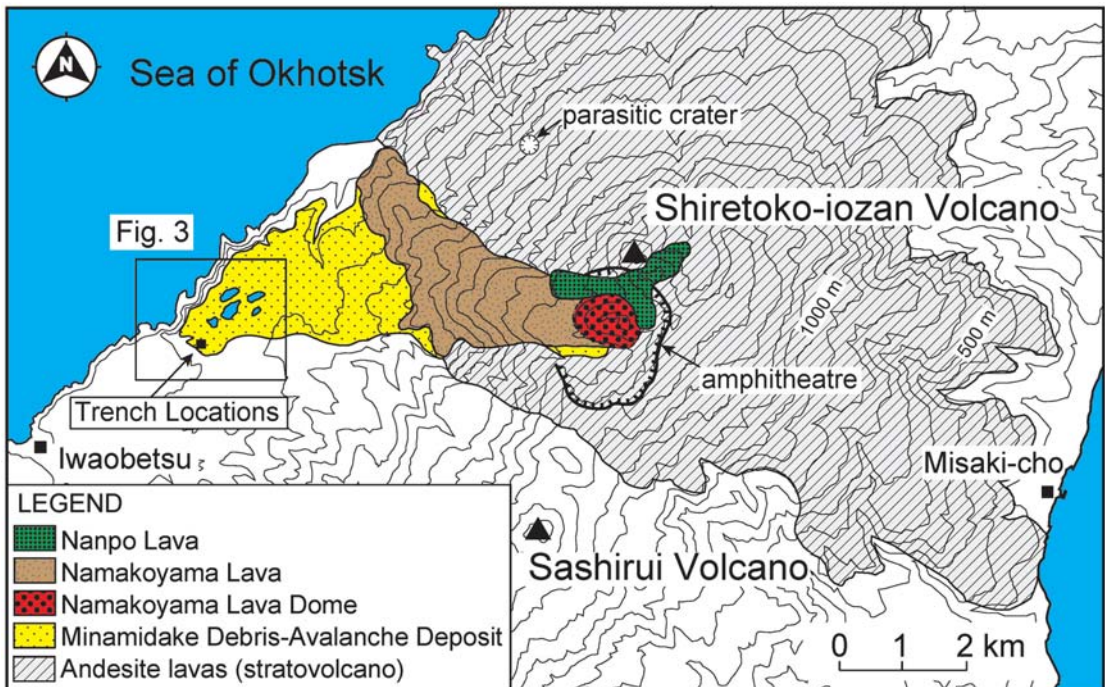 N
Sea of Okhotsk
parasitic crater
Shiretoko-iozan Volcano
Fig. 3
1000 m
500 m
amphitheatre
Trench Locations
Iwaobetsu
Misaki-cho
Sashirui Volcano
LEGEND
Nanpo Lava
Namakoyama Lava
Namakoyama Lava Dome
Minamidake Debris-Avalanche Deposit
Andesite lavas (stratovolcano)
0 1 2 km